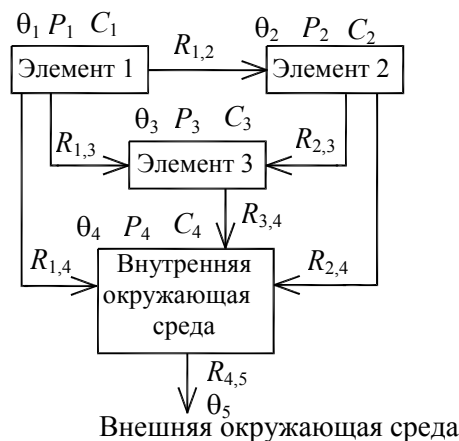 θ₁ P₁ C₁
θ₂ P₂ C₂
Элемент 1
R₁,₂
Элемент 2
θ₃ P₃ C₃
R₁,₃
R₂,₃
Элемент 3
θ₄ P₄ C₄
R₃,₄
R₁,₄
R₂,₄
Внутренняя
окружающая
среда
R₄,₅
θ₅
Внешняя окружающая среда